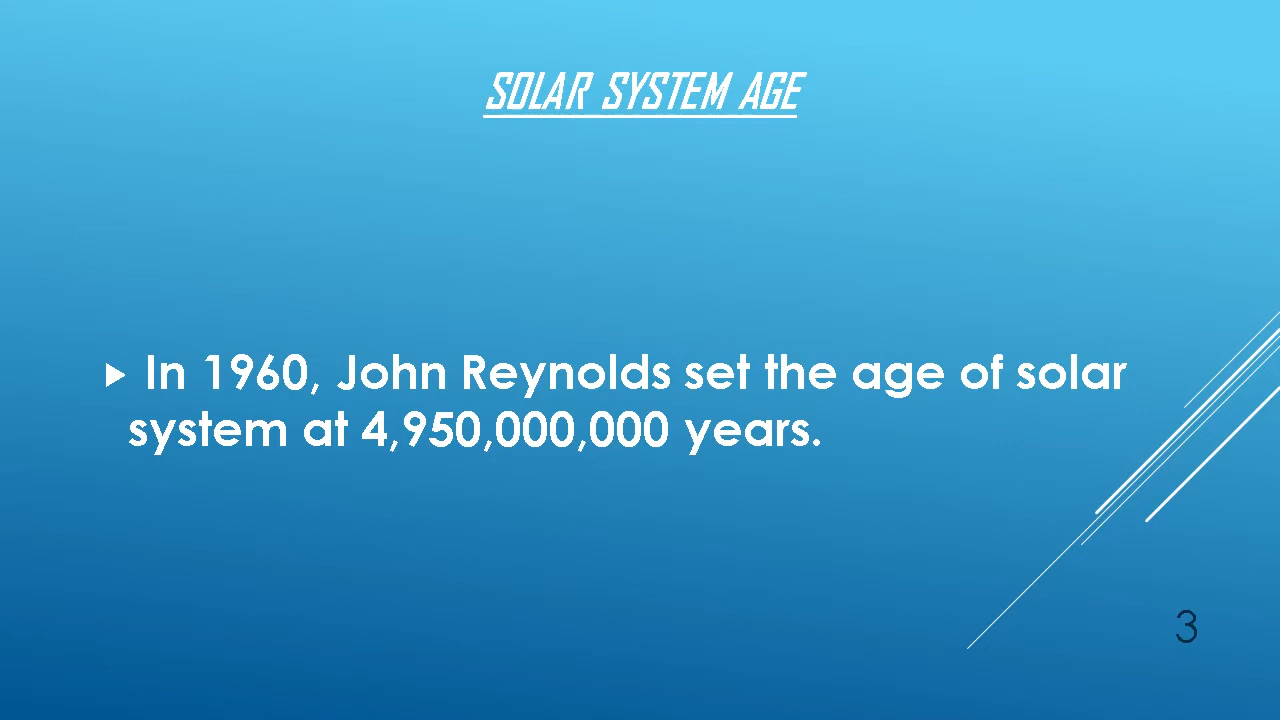 SOLAR SYSTEM AGE
In 1960, John Reynolds set the age of solar
system at 4,950,000,000 years.
3